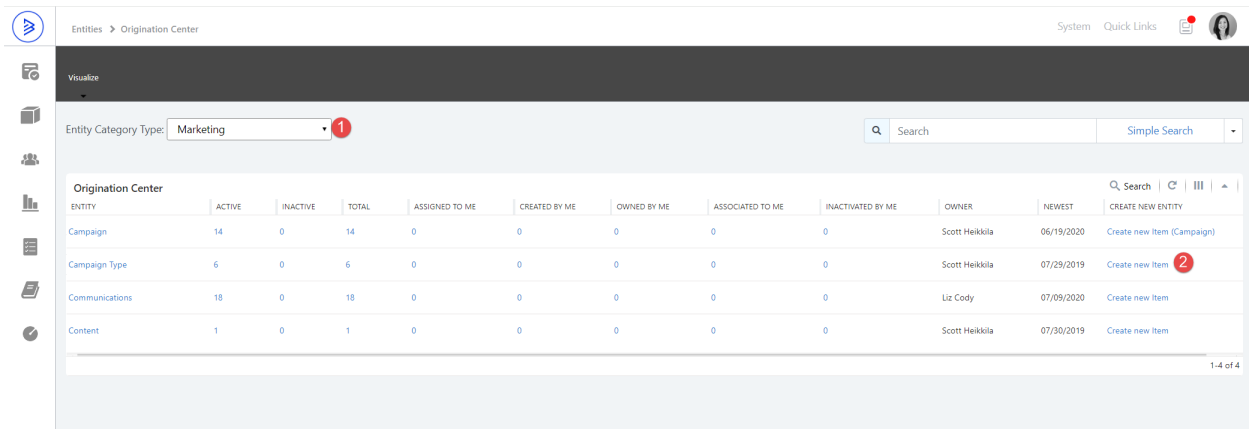 Entities > Origination Center System Quick Links
Visualize
Entity Category Type: Marketing 1 Search Simple Search
Origination Center Search
ENTITY ACTIVE INACTIVE TOTAL ASSIGNED TO ME CREATED BY ME OWNED BY ME ASSOCIATED TO ME INACTIVATED BY ME OWNER NEWEST CREATE NEW ENTITY
Campaign 14 0 14 0 0 0 0 0 Scott Heikkila 06/19/2020 Create new Item (Campaign)
Campaign Type 6 0 6 0 0 0 0 0 Scott Heikkila 07/29/2019 Create new Item 2
Communications 18 0 18 0 0 0 0 0 Liz Cody 07/09/2020 Create new Item
Content 1 0 1 0 0 0 0 0 Scott Heikkila 07/30/2019 Create new Item
1-4 of 4